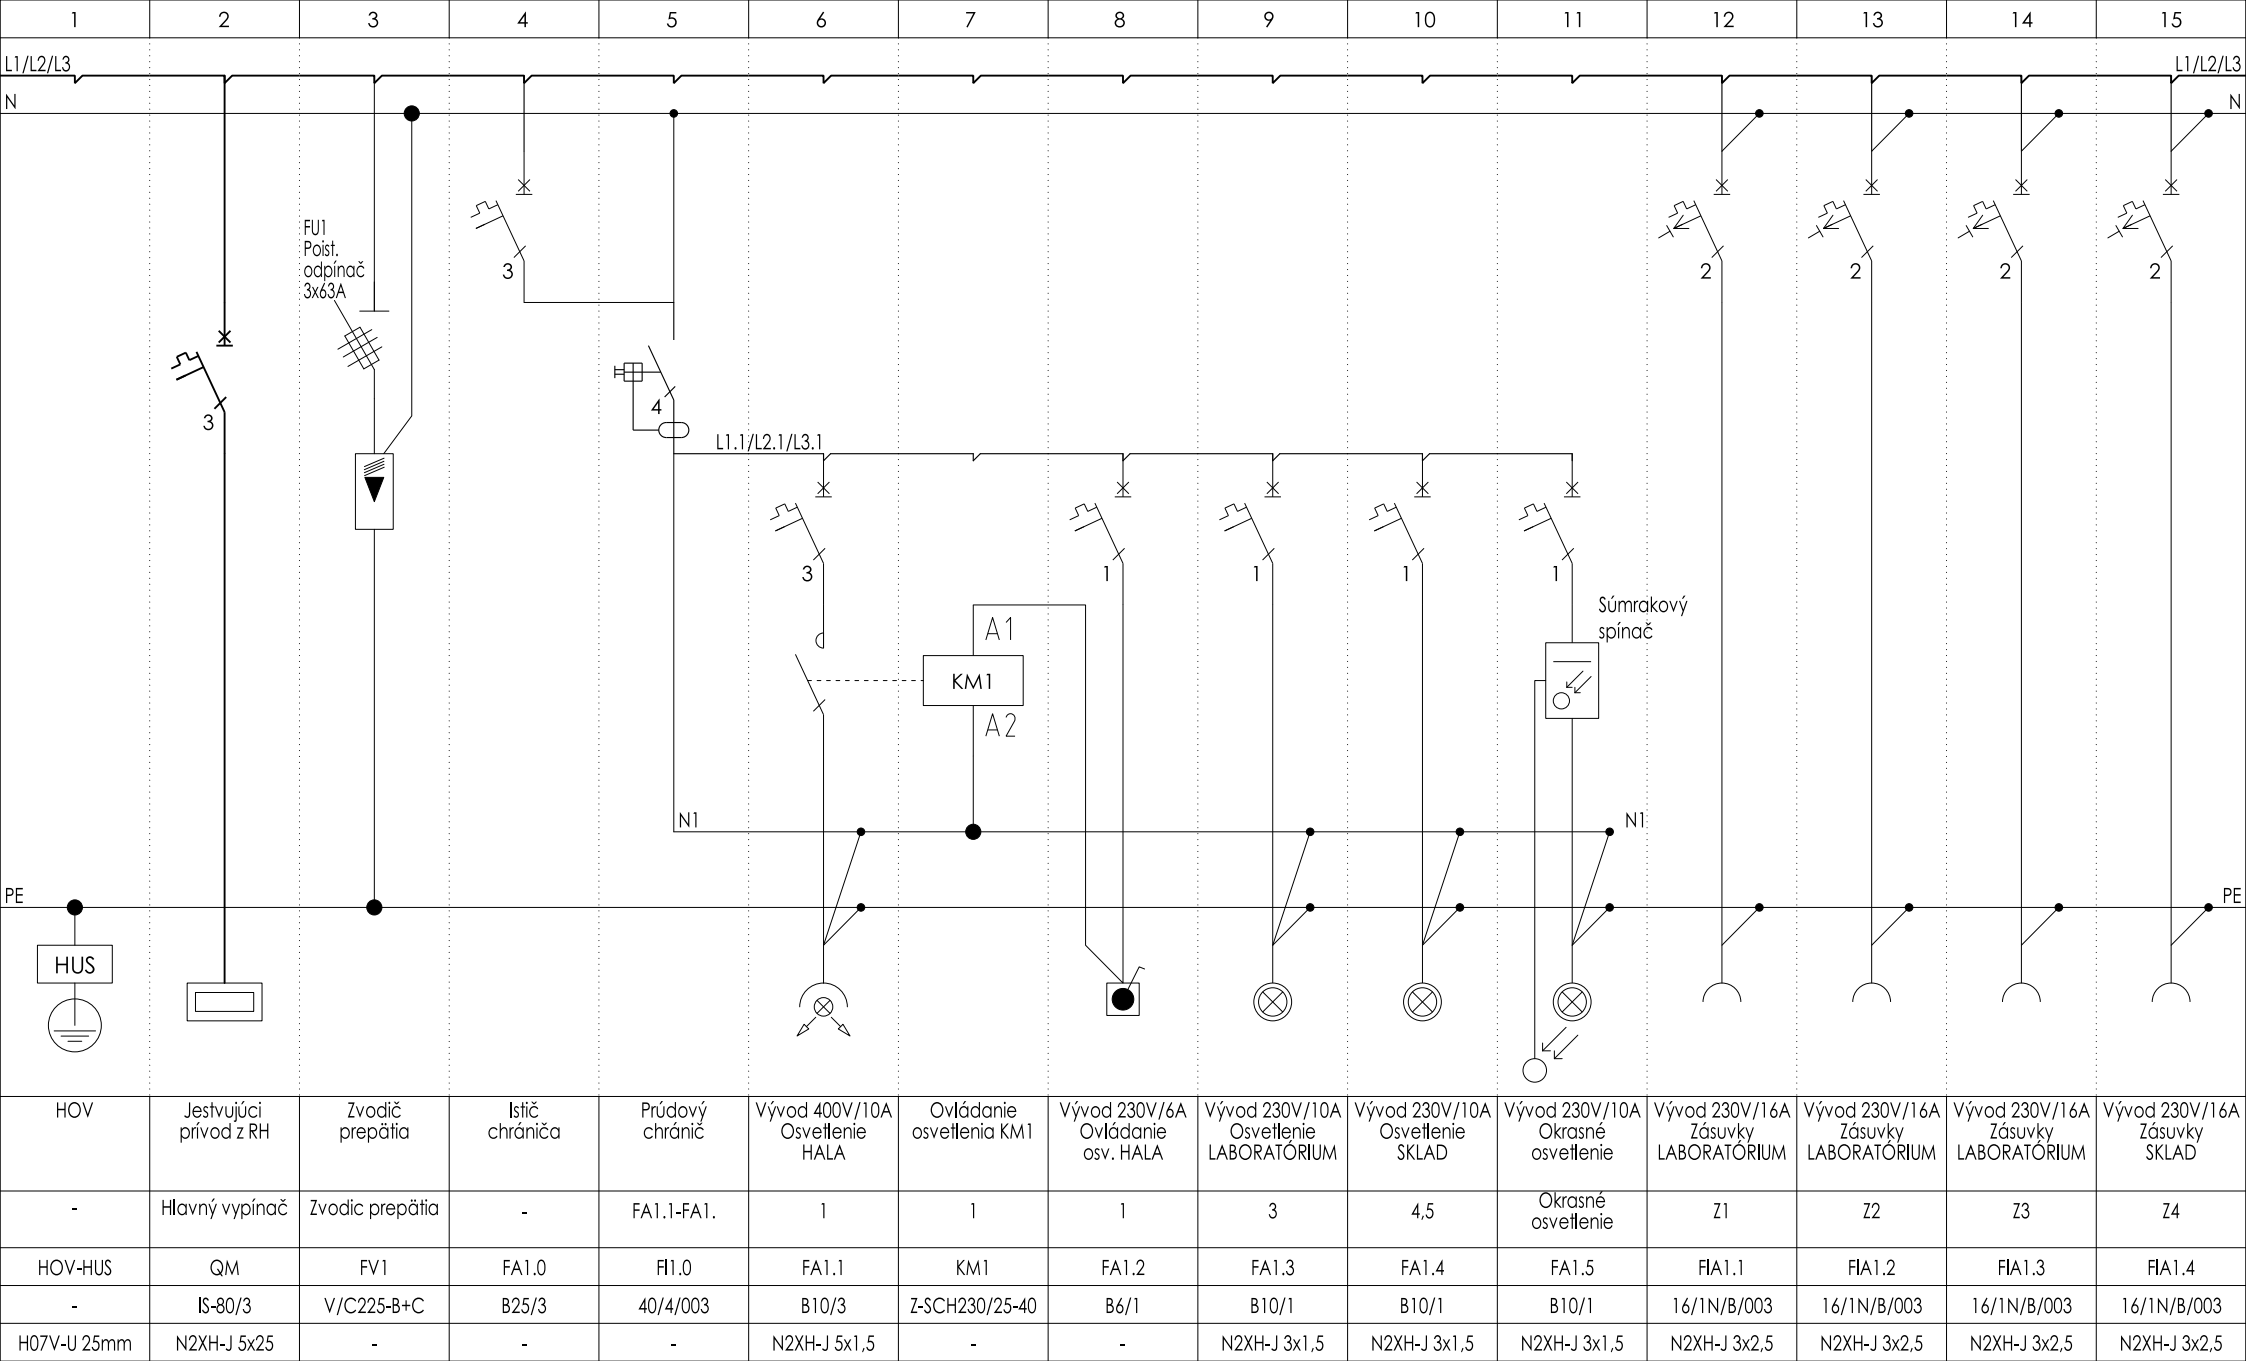 1 2 3 4 5 6 7 8 9 10 11 12 13 14 15
L1/L2/L3 L1/L2/L3
N N
FU1
Poist.
odpínač
3x63A
3 2 2 2 2
3
4
L1.1/L2.1/L3.1
3 1 1 1 1
Súmrakový
spínač
A1
KM1
A2
N1 N1
PE PE
HUS
HOV
Jestvujúci
prívod z RH
Zvodič
prepätia
Istič
chrániča
Prúdový
chránič
Vývod 400V/10A
Osvetlenie
HALA
Ovládanie
osvetlenia KM1
Vývod 230V/6A
Ovládanie
osv. HALA
Vývod 230V/10A
Osvetlenie
LABORATÓRIUM
Vývod 230V/10A
Osvetlenie
SKLAD
Vývod 230V/10A
Okrasné
osvetlenie
Vývod 230V/16A
Zásuvky
LABORATÓRIUM
Vývod 230V/16A
Zásuvky
LABORATÓRIUM
Vývod 230V/16A
Zásuvky
LABORATÓRIUM
Vývod 230V/16A
Zásuvky
SKLAD
- Hlavný vypínač Zvodic prepätia - FA1.1-FA1. 1 1 1 3 4,5 Okrasné
osvetlenie Z1 Z2 Z3 Z4
HOV-HUS QM FV1 FA1.0 FI1.0 FA1.1 KM1 FA1.2 FA1.3 FA1.4 FA1.5 FIA1.1 FIA1.2 FIA1.3 FIA1.4
- IS-80/3 V/C225-B+C B25/3 40/4/003 B10/3 Z-SCH230/25-40 B6/1 B10/1 B10/1 B10/1 16/1N/B/003 16/1N/B/003 16/1N/B/003 16/1N/B/003
H07V-U 25mm N2XH-J 5x25 - - - N2XH-J 5x1,5 - - N2XH-J 3x1,5 N2XH-J 3x1,5 N2XH-J 3x1,5 N2XH-J 3x2,5 N2XH-J 3x2,5 N2XH-J 3x2,5 N2XH-J 3x2,5